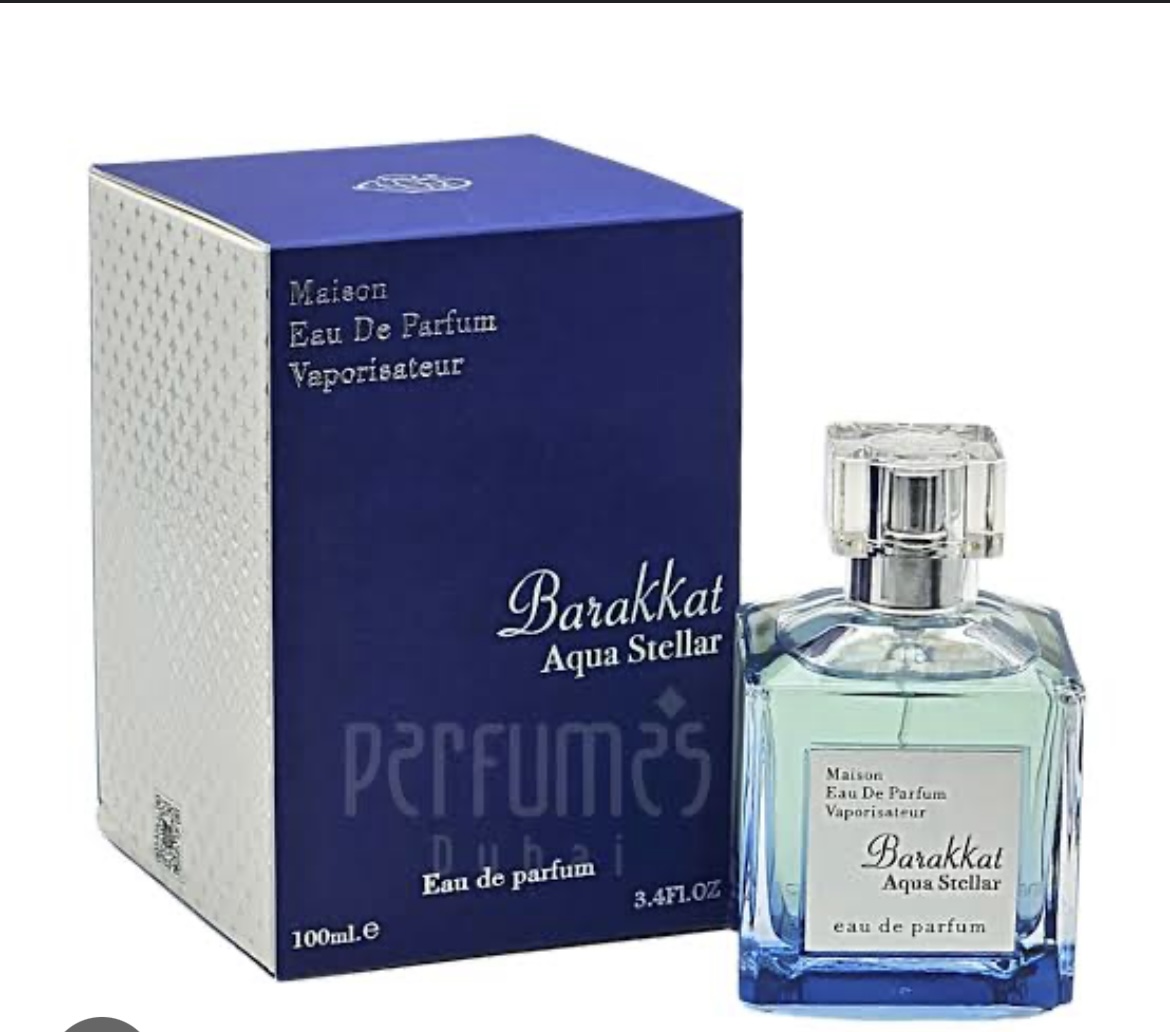 Maison
Eau De Parfum
Vaporisateur
Barakkat
Aqua Stellar
Perfumes
Dubai
Eau de parfum
3.4Fl.OZ
100ml.e
Maison
Eau De Parfum
Vaporisateur
Barakkat
Aqua Stellar
eau de parfum